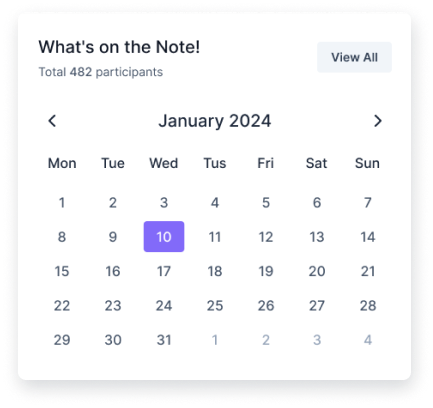 What's on the Note!
Total 482 participants
View All
January 2024
Mon Tue Wed Tus Fri Sat Sun
1 2 3 4 5 6 7
8 9 10 11 12 13 14
15 16 17 18 19 20 21
22 23 24 25 26 27 28
29 30 31 1 2 3 4